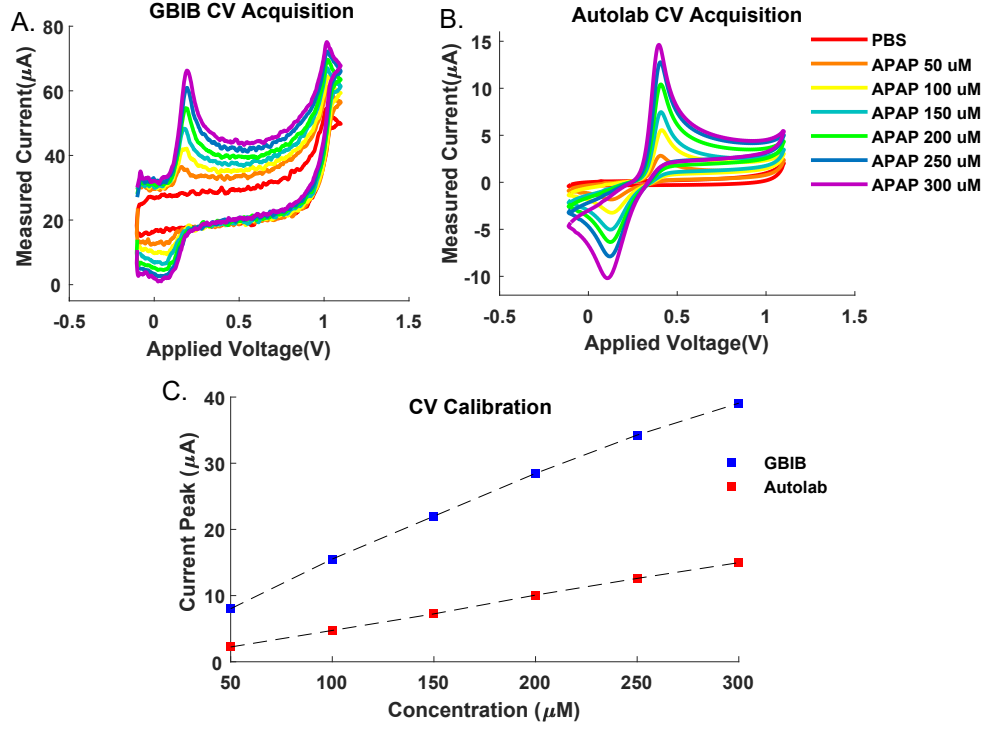 A.
GBIB CV Acquisition
80
60
40
20
0
-0.5
0
0.5
1
1.5
Measured Current(μA)
Applied Voltage(V)
B.
Autolab CV Acquisition
15
10
5
0
-5
-10
-0.5
0
0.5
1
1.5
Measured Current(μA)
Applied Voltage(V)
PBS
APAP 50 uM
APAP 100 uM
APAP 150 uM
APAP 200 uM
APAP 250 uM
APAP 300 uM
C.
CV Calibration
40
30
20
10
0
50
100
150
200
250
300
Current Peak (μA)
Concentration (μM)
GBIB
Autolab